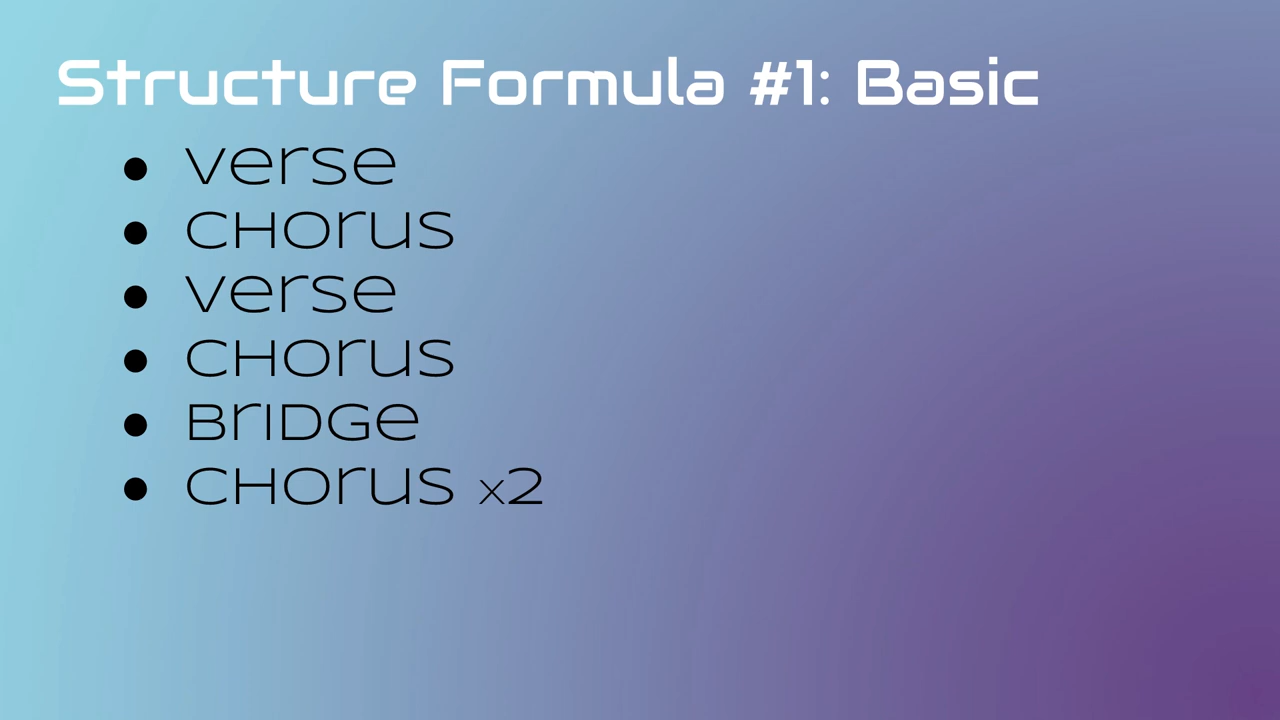 Structure Formula #1: Basic
● Verse
● Chorus
● Verse
● Chorus
● Bridge
● Chorus x2